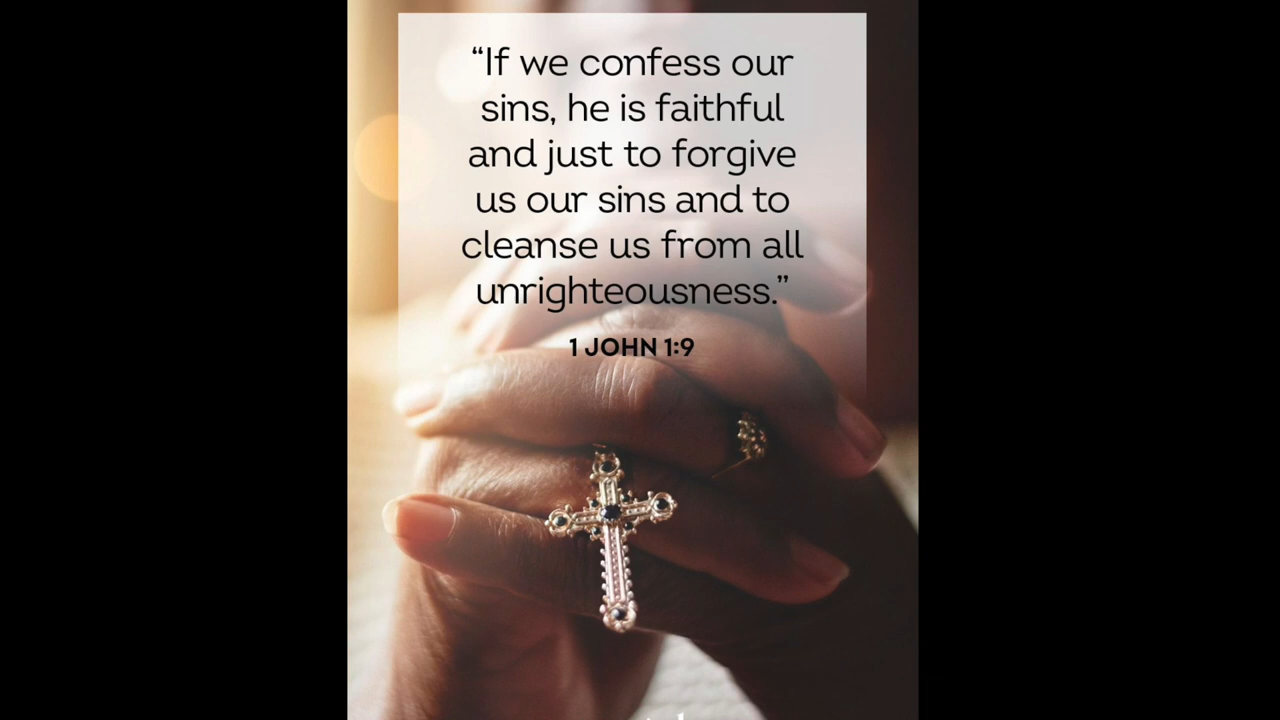 “If we confess our
sins, he is faithful
and just to forgive
us our sins and to
cleanse us from all
unrighteousness.”
1 JOHN 1:9